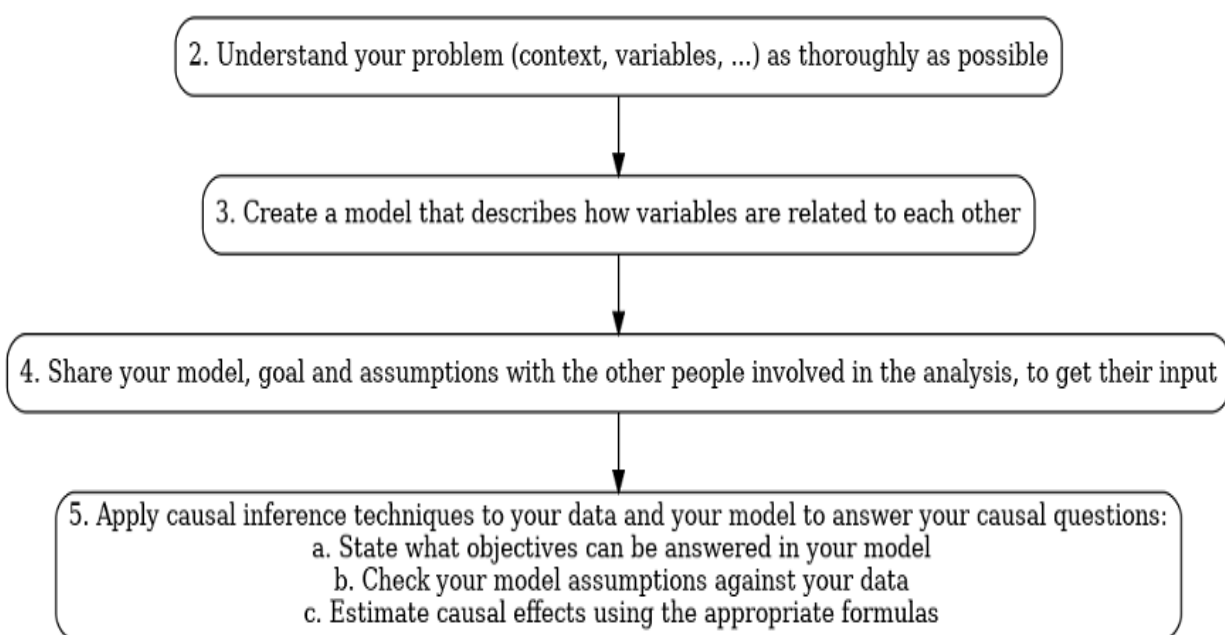 2. Understand your problem (context, variables, ...) as thoroughly as possible
3. Create a model that describes how variables are related to each other
4. Share your model, goal and assumptions with the other people involved in the analysis, to get their input
5. Apply causal inference techniques to your data and your model to answer your causal questions:
a. State what objectives can be answered in your model
b. Check your model assumptions against your data
c. Estimate causal effects using the appropriate formulas